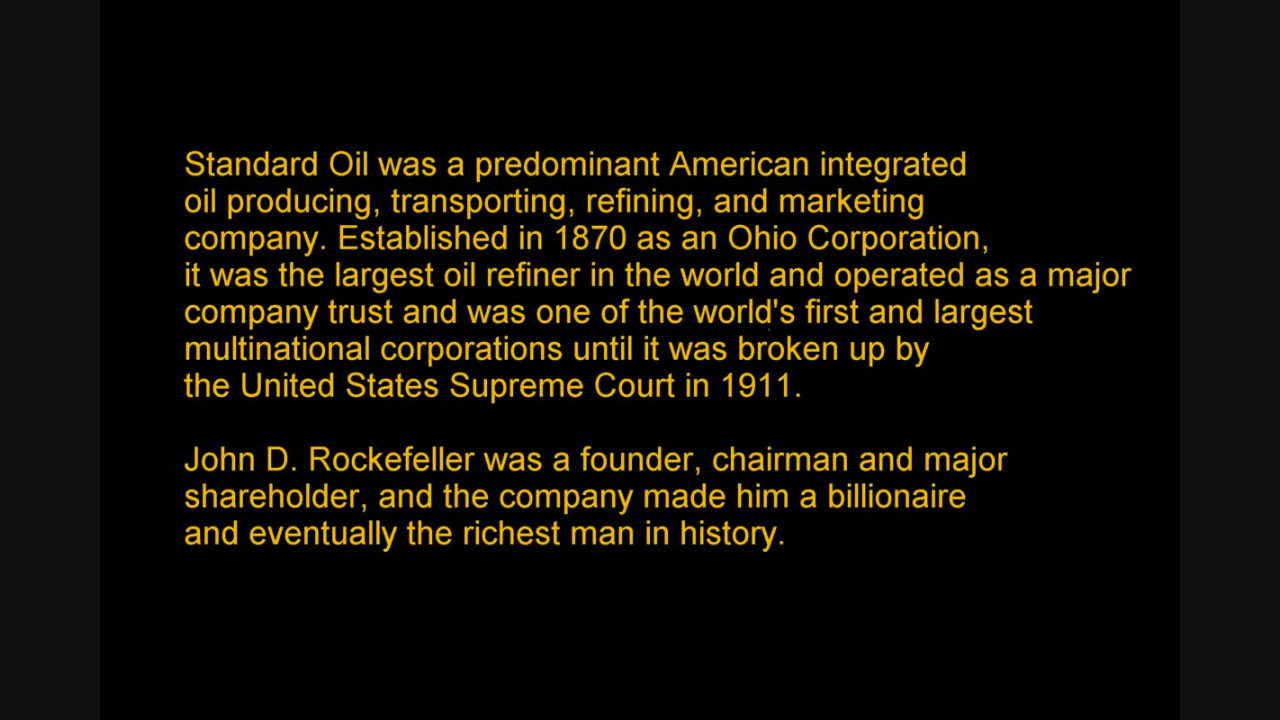 Standard Oil was a predominant American integrated
oil producing, transporting, refining, and marketing
company. Established in 1870 as an Ohio Corporation,
it was the largest oil refiner in the world and operated as a major
company trust and was one of the world's first and largest
multinational corporations until it was broken up by
the United States Supreme Court in 1911.
John D. Rockefeller was a founder, chairman and major
shareholder, and the company made him a billionaire
and eventually the richest man in history.